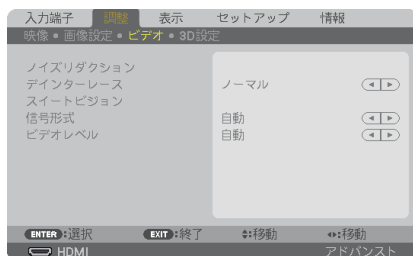 入力端子 調整 表示 セットアップ 情報
映像 • 画像設定 • ビデオ • 3D設定
ノイズリダクション
デインターレース ノーマル
スイートビジョン
信号形式 自動
ビデオレベル 自動
ENTER :選択 EXIT :終了 :移動 :移動
HDMI アドバンスト